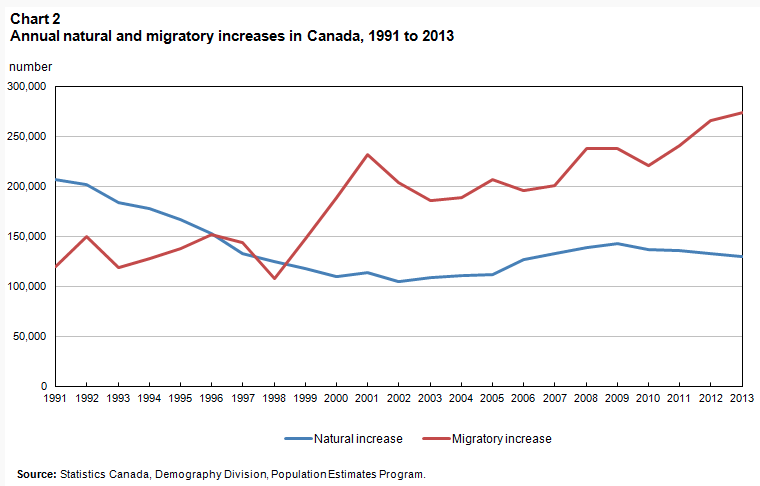 Chart 2
Annual natural and migratory increases in Canada, 1991 to 2013
number
300,000
250,000
200,000
150,000
100,000
50,000
0
1991 1992 1993 1994 1995 1996 1997 1998 1999 2000 2001 2002 2003 2004 2005 2006 2007 2008 2009 2010 2011 2012 2013
Natural increase Migratory increase
Source: Statistics Canada, Demography Division, Population Estimates Program.